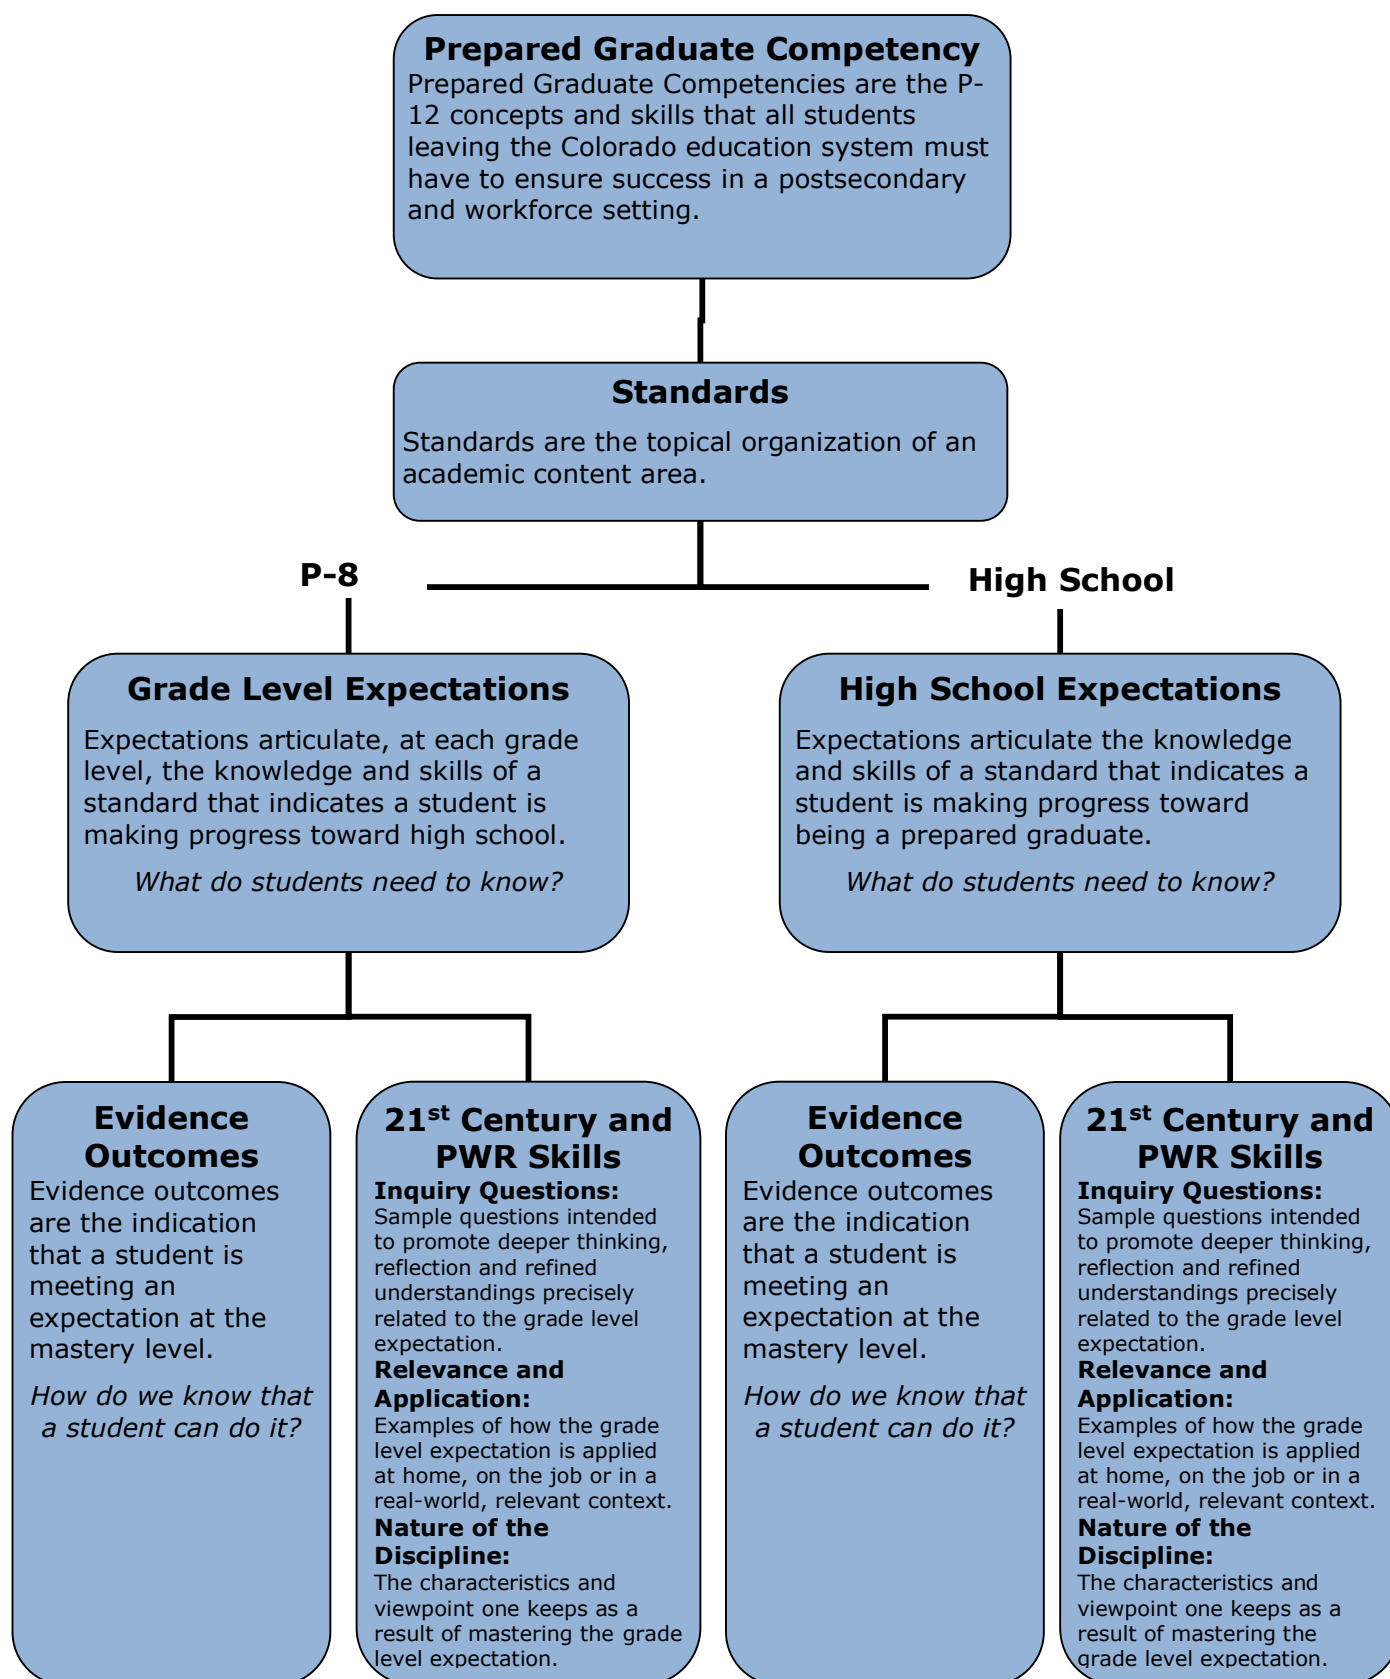 Prepared Graduate Competency
Prepared Graduate Competencies are the P-
12 concepts and skills that all students
leaving the Colorado education system must
have to ensure success in a postsecondary
and workforce setting.
Standards
Standards are the topical organization of an
academic content area.
P-8
High School
Grade Level Expectations
Expectations articulate, at each grade
level, the knowledge and skills of a
standard that indicates a student is
making progress toward high school.
What do students need to know?
High School Expectations
Expectations articulate the knowledge
and skills of a standard that indicates a
student is making progress toward
being a prepared graduate.
What do students need to know?
Evidence
Outcomes
Evidence outcomes
are the indication
that a student is
meeting an
expectation at the
mastery level.
How do we know that
a student can do it?
21st Century and
PWR Skills
Inquiry Questions:
Sample questions intended
to promote deeper thinking,
reflection and refined
understandings precisely
related to the grade level
expectation.
Relevance and
Application:
Examples of how the grade
level expectation is applied
at home, on the job or in a
real-world, relevant context.
Nature of the
Discipline:
The characteristics and
viewpoint one keeps as a
result of mastering the grade
level expectation.
Evidence
Outcomes
Evidence outcomes
are the indication
that a student is
meeting an
expectation at the
mastery level.
How do we know that
a student can do it?
21st Century and
PWR Skills
Inquiry Questions:
Sample questions intended
to promote deeper thinking,
reflection and refined
understandings precisely
related to the grade level
expectation.
Relevance and
Application:
Examples of how the grade
level expectation is applied
at home, on the job or in a
real-world, relevant context.
Nature of the
Discipline:
The characteristics and
viewpoint one keeps as a
result of mastering the
grade level expectation.